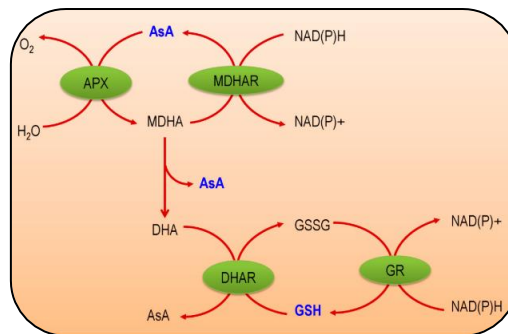 AsA
NAD(P)H
O2
APX
MDHAR
H2O
MDHA
NAD(P)+
AsA
DHA
GSSG
NAD(P)+
DHAR
GR
AsA
GSH
NAD(P)H